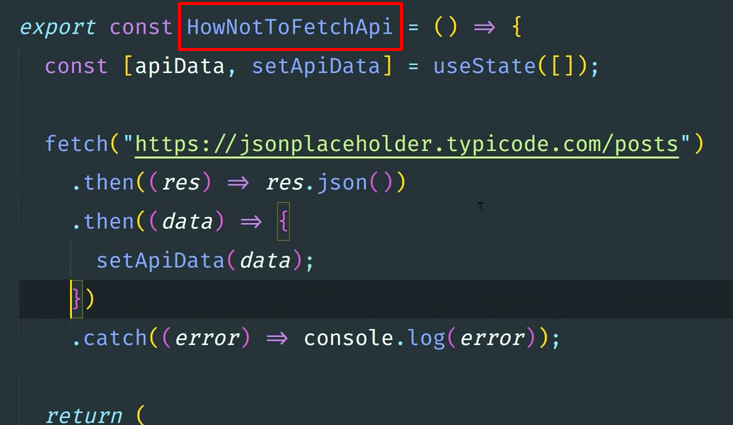 export const HowNotToFetchApi = () => {
const [apiData, setApiData] = useState([]);
fetch("https://jsonplaceholder.typicode.com/posts")
.then((res) => res.json())
.then((data) => {
setApiData(data);
})
.catch((error) => console.log(error));
return (